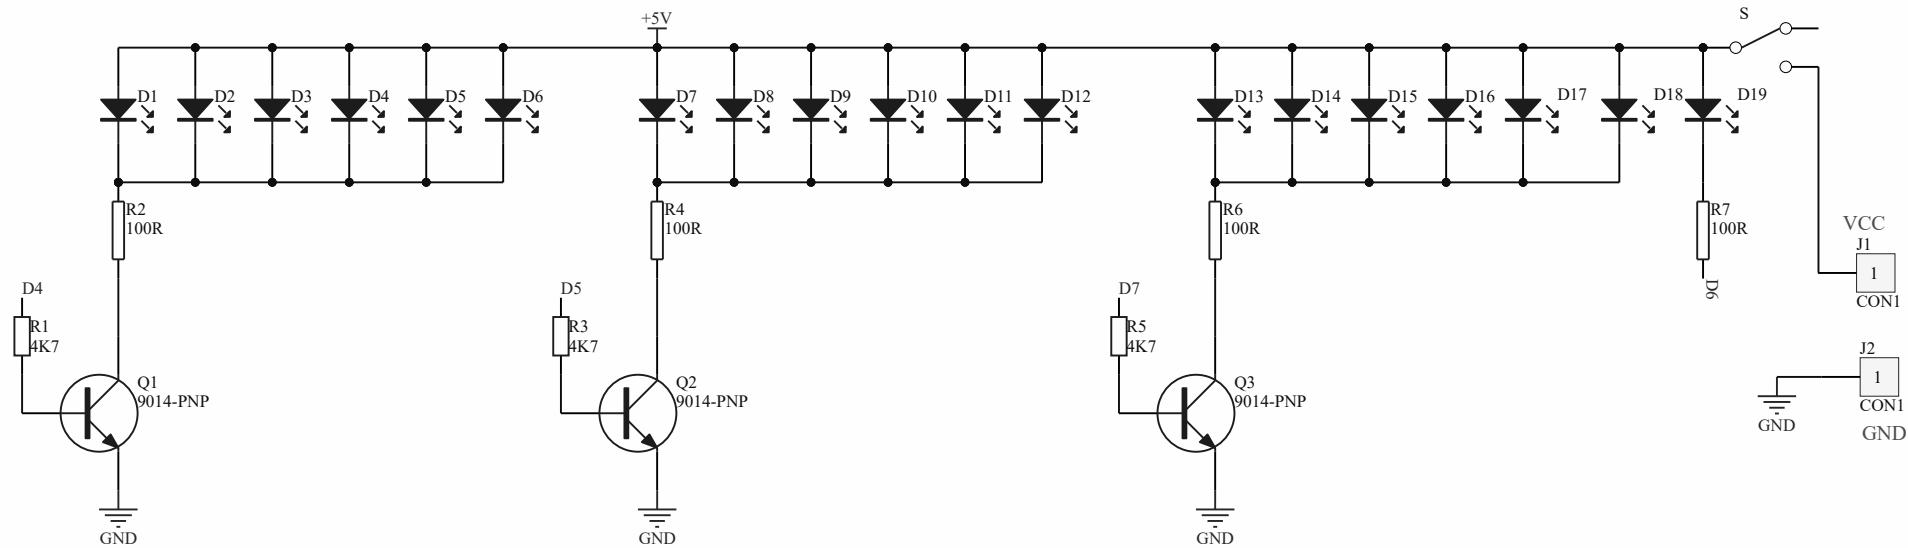 +5V
S
D1
D2
D3
D4
D5
D6
D7
D8
D9
D10
D11
D12
D13
D14
D15
D16
D17
D18
D19
R2
100R
R4
100R
R6
100R
R7
100R
D6
VCC
J1
1
CON1
D4
R1
4K7
D5
R3
4K7
D7
R5
4K7
Q1
9014-PNP
Q2
9014-PNP
Q3
9014-PNP
J2
1
CON1
GND
GND
GND
GND
GND